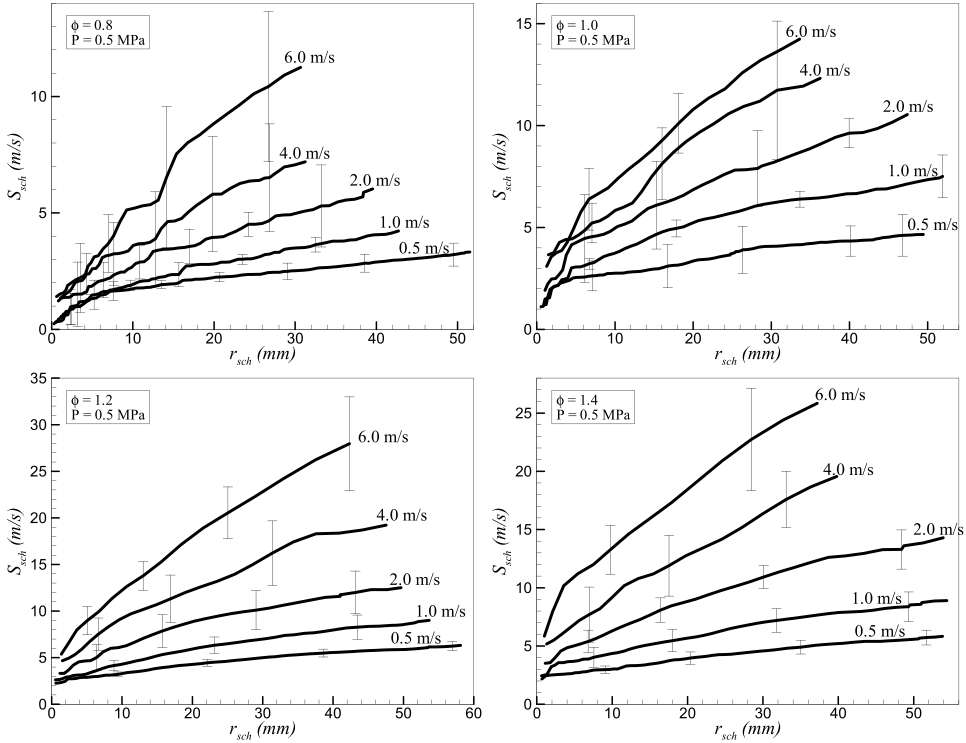 ϕ = 0.8
P = 0.5 MPa
6.0 m/s
4.0 m/s
2.0 m/s
1.0 m/s
0.5 m/s
10
5
0
S_sch (m/s)
0 10 20 30 40 50
r_sch (mm)
ϕ = 1.0
P = 0.5 MPa
6.0 m/s
4.0 m/s
2.0 m/s
1.0 m/s
0.5 m/s
15
10
5
0
S_sch (m/s)
0 10 20 30 40 50
r_sch (mm)
ϕ = 1.2
P = 0.5 MPa
6.0 m/s
4.0 m/s
2.0 m/s
1.0 m/s
0.5 m/s
35
30
25
20
15
10
5
0
S_sch (m/s)
0 10 20 30 40 50 60
r_sch (mm)
ϕ = 1.4
P = 0.5 MPa
6.0 m/s
4.0 m/s
2.0 m/s
1.0 m/s
0.5 m/s
25
20
15
10
5
0
S_sch (m/s)
0 10 20 30 40 50
r_sch (mm)